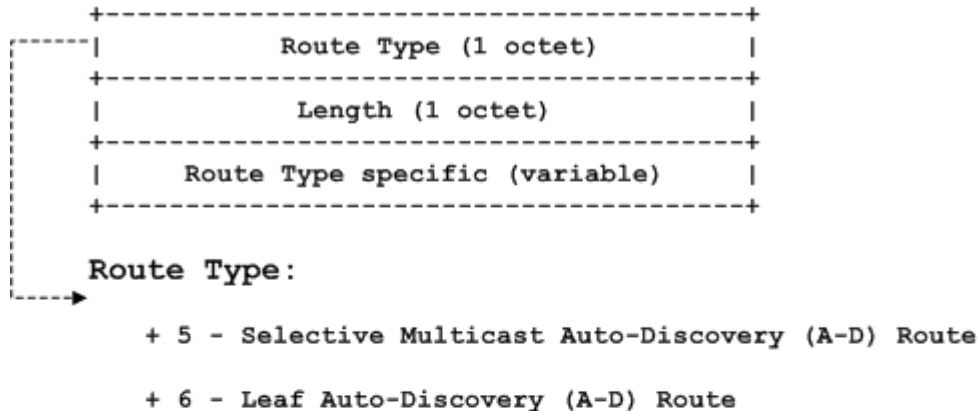 +-----------------------------------------+
| Route Type (1 octet) |
+-----------------------------------------+
| Length (1 octet) |
+-----------------------------------------+
| Route Type specific (variable) |
+-----------------------------------------+
Route Type:
+ 5 - Selective Multicast Auto-Discovery (A-D) Route
+ 6 - Leaf Auto-Discovery (A-D) Route